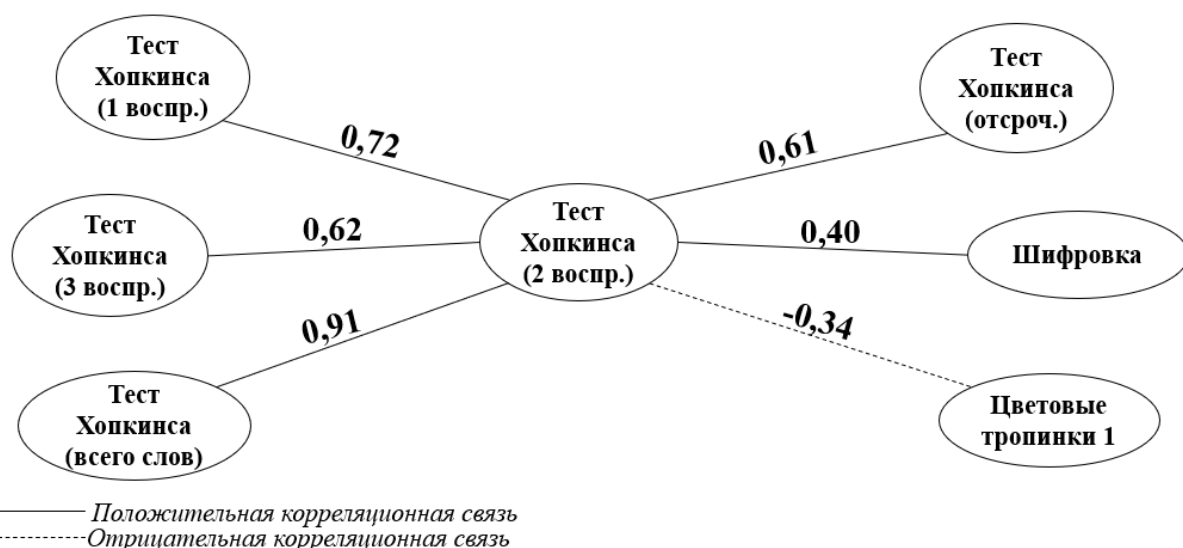 Тест
Хопкинса
(1 воспр.)
Тест
Хопкинса
(отсроч.)
0,72
0,61
Тест
Хопкинса
(3 воспр.)
0,62
Тест
Хопкинса
(2 воспр.)
0,40
Шифровка
0,91
-0,34
Тест
Хопкинса
(всего слов)
Цветовые
тропинки 1
Положительная корреляционная связь
Отрицательная корреляционная связь